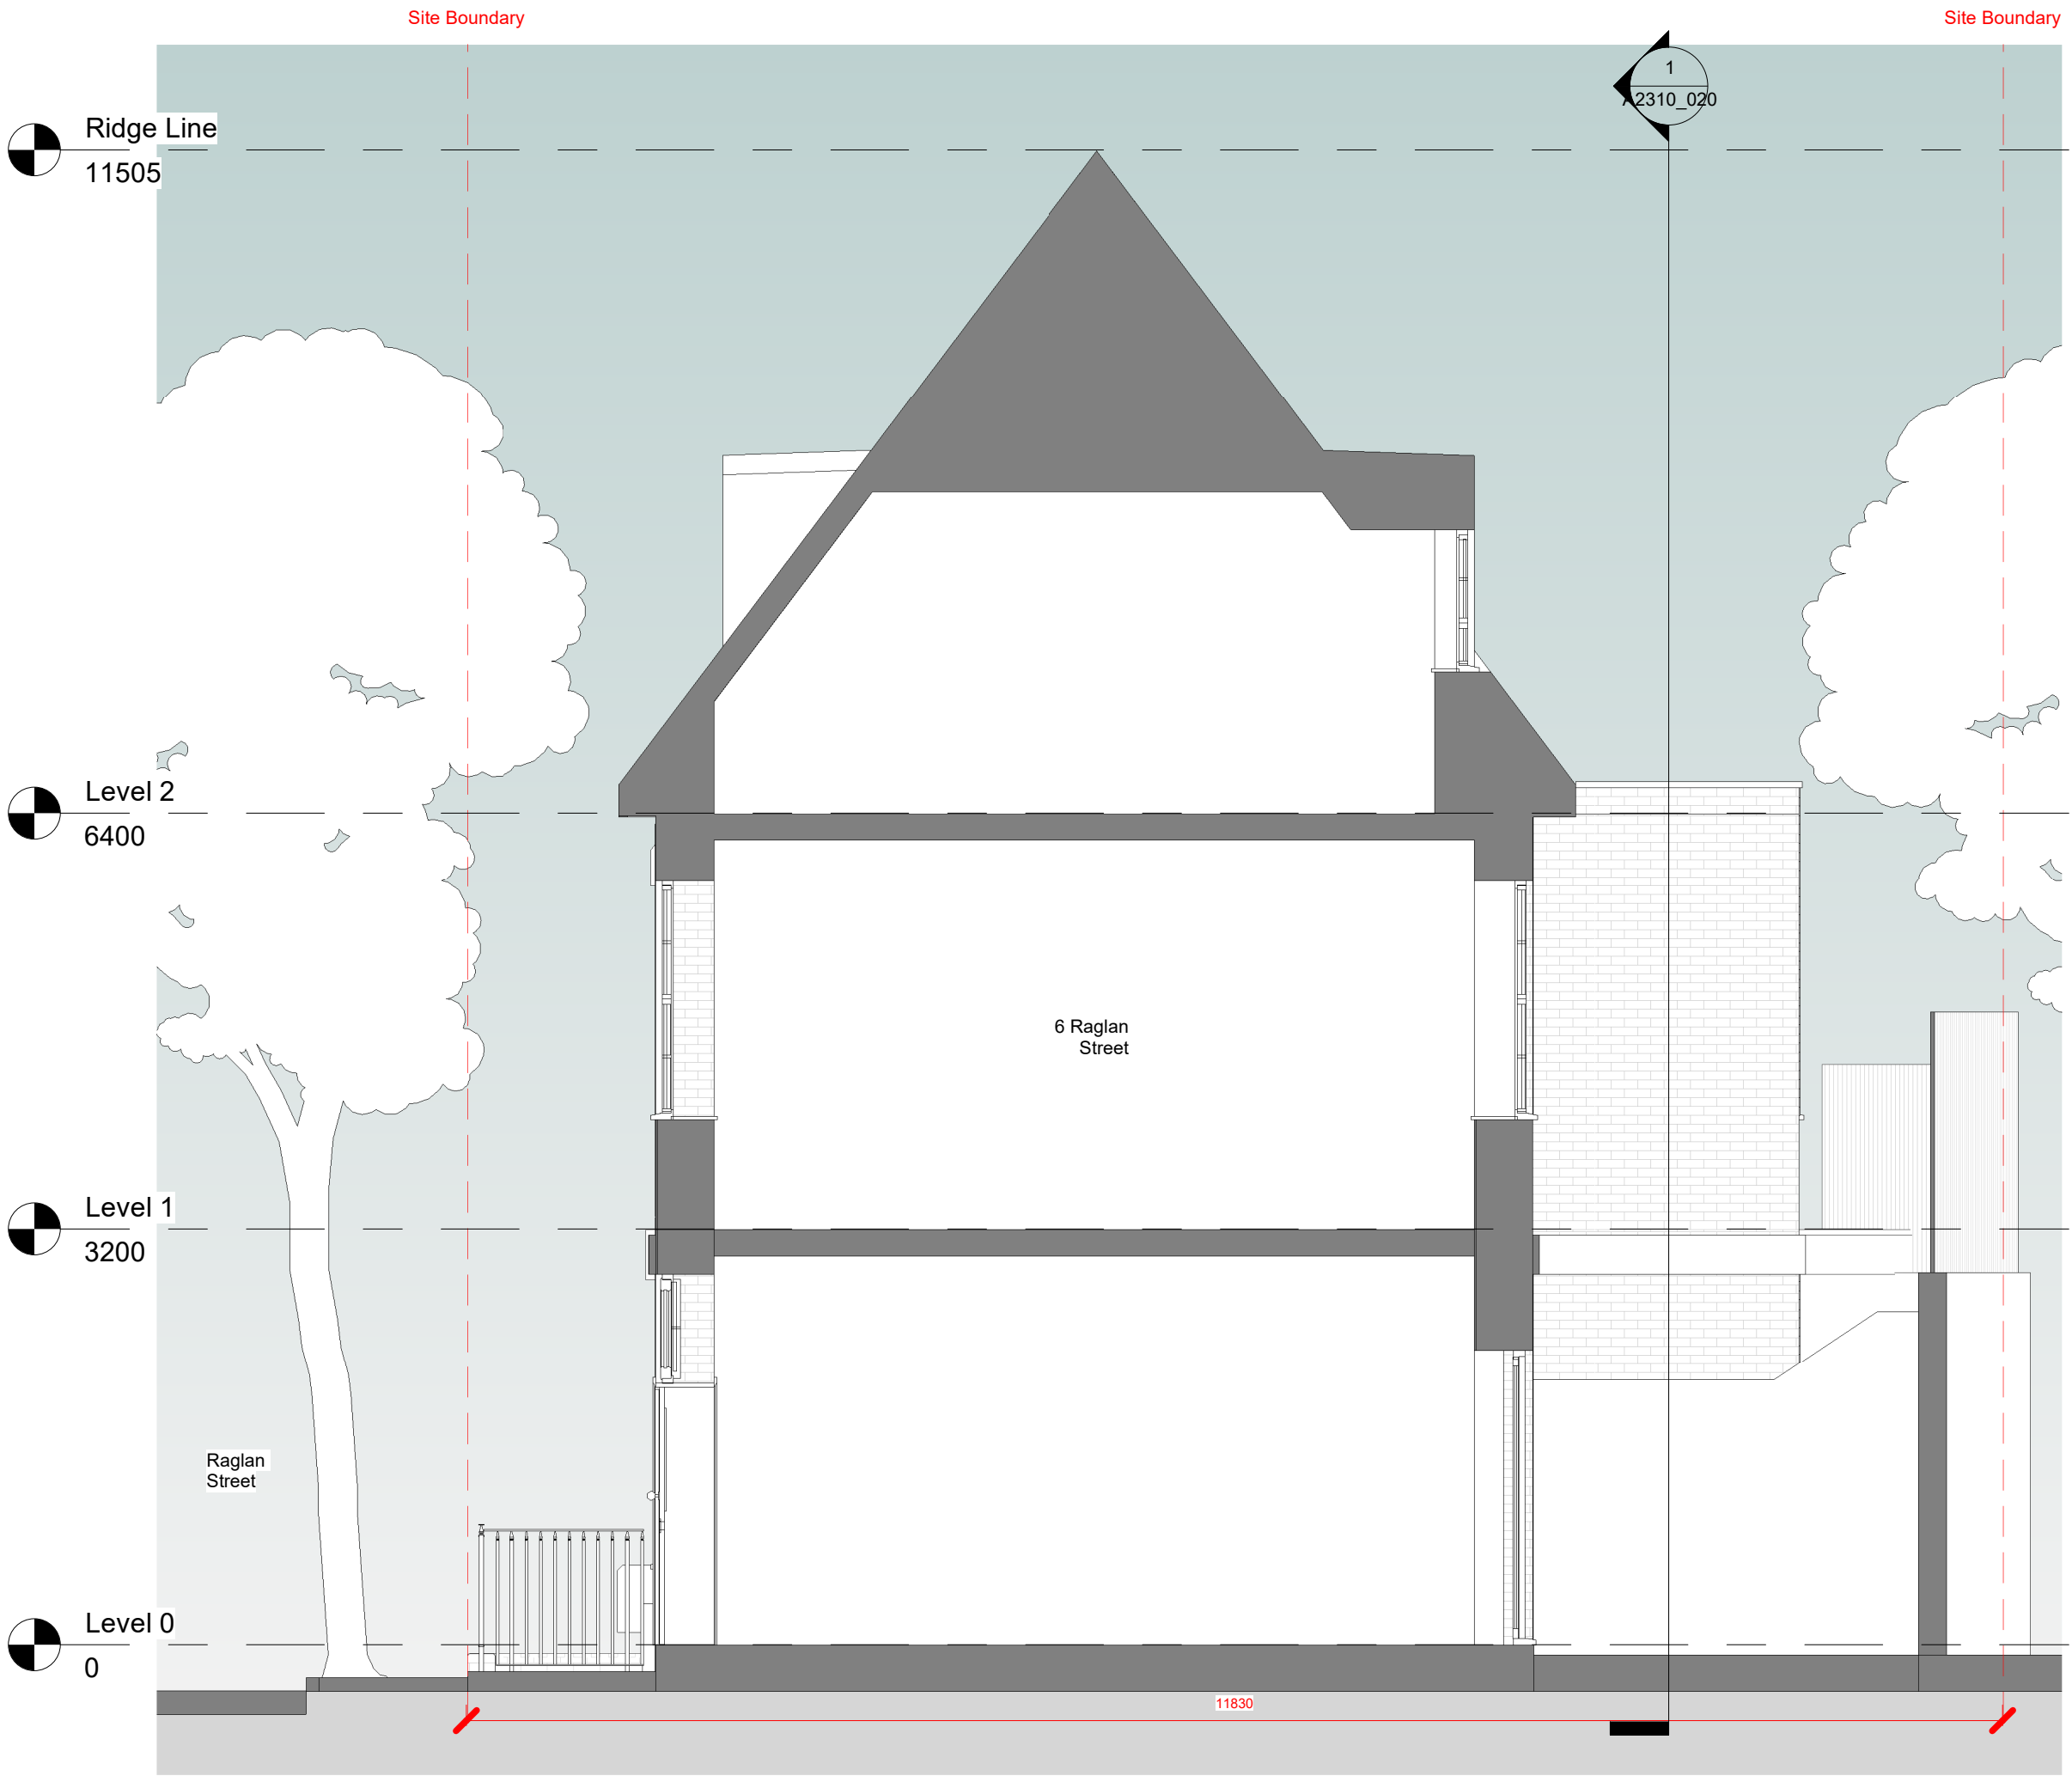 Site Boundary
Site Boundary
1
A2310_020
Ridge Line
11505
Level 2
6400
6 Raglan
Street
Level 1
3200
Raglan
Street
Level 0
0
11830